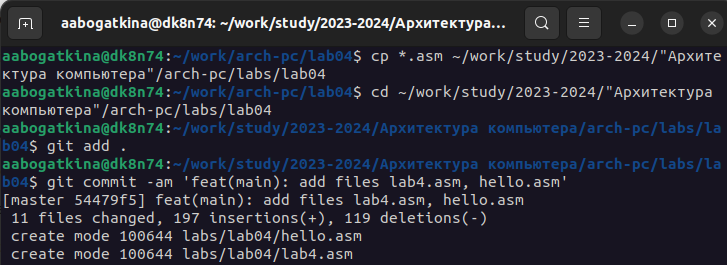 aabogatkina@dk8n74: ~/work/study/2023-2024/Архитектура...
aabogatkina@dk8n74:~/work/arch-pc/lab04$ cp *.asm ~/work/study/2023-2024/"Архите
ктура компьютера"/arch-pc/labs/lab04
aabogatkina@dk8n74:~/work/arch-pc/lab04$ cd ~/work/study/2023-2024/"Архитектура
компьютера"/arch-pc/labs/lab04
aabogatkina@dk8n74:~/work/study/2023-2024/Архитектура компьютера/arch-pc/labs/la
b04$ git add .
aabogatkina@dk8n74:~/work/study/2023-2024/Архитектура компьютера/arch-pc/labs/la
b04$ git commit -am 'feat(main): add files lab4.asm, hello.asm'
[master 54479f5] feat(main): add files lab4.asm, hello.asm
 11 files changed, 197 insertions(+), 119 deletions(-)
 create mode 100644 labs/lab04/hello.asm
 create mode 100644 labs/lab04/lab4.asm